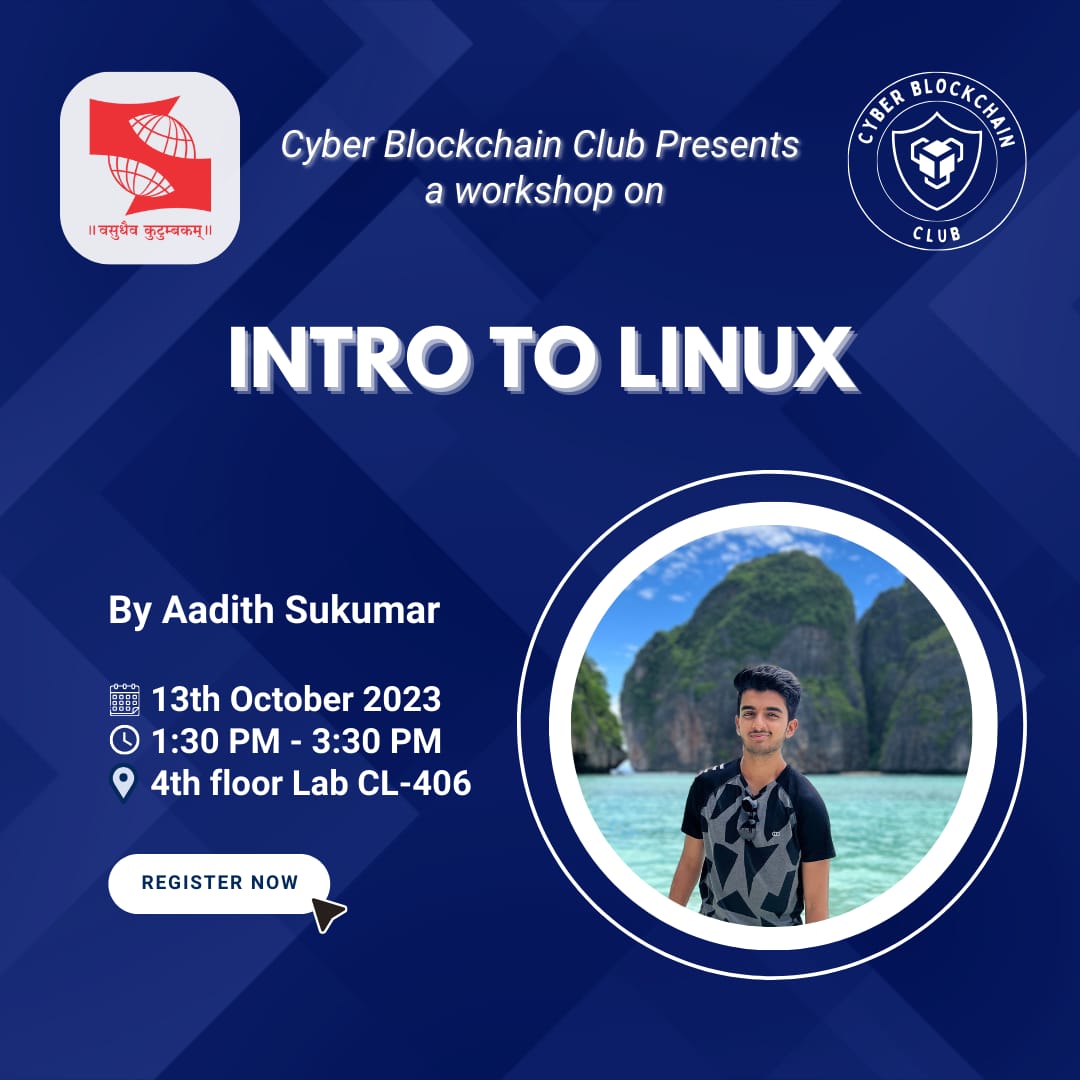 ॥ वसुधैव कुटुम्बकम् ॥
Cyber Blockchain Club Presents
a workshop on
CYBER BLOCKCHAIN
CLUB
INTRO TO LINUX
By Aadith Sukumar
13th October 2023
1:30 PM - 3:30 PM
4th floor Lab CL-406
REGISTER NOW